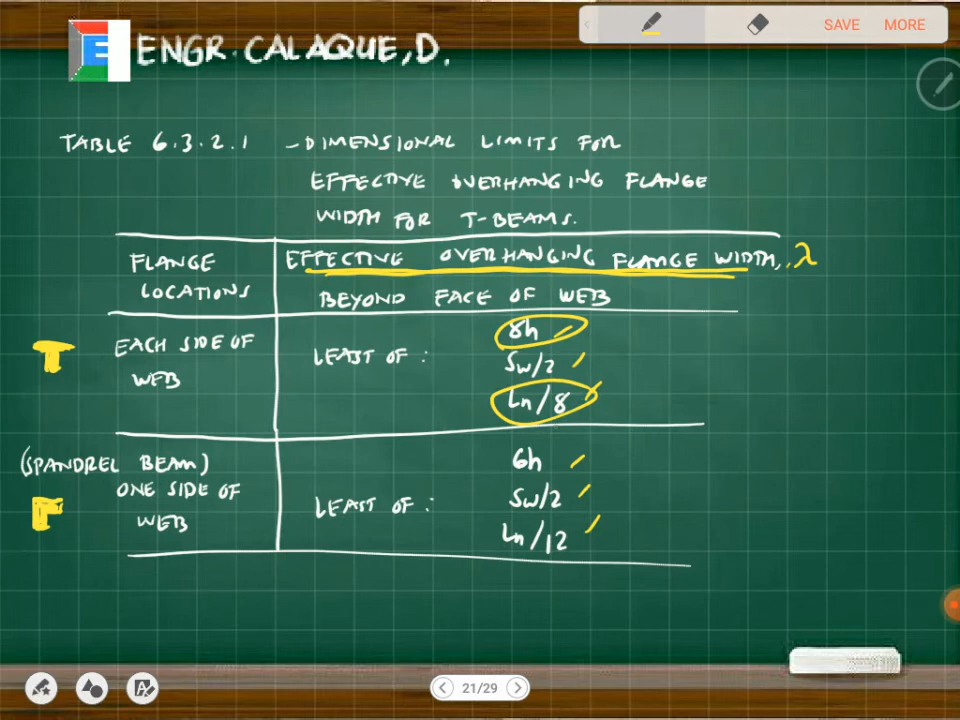 SAVE MORE
E ENGR. CALAQUE, D.
TABLE 6.3.2.1 - DIMENSIONAL LIMITS FOR
EFFECTIVE OVERHANGING FLANGE
WIDTH FOR T-BEAMS.
FLANGE
LOCATIONS
EFFECTIVE OVERHANGING FLANGE WIDTH, λ
BEYOND FACE OF WEB
T
EACH SIDE OF
WEB
LEAST OF :
8h
Sw/2
Ln/8
(SPANDREL BEAM)
ONE SIDE OF
WEB
LEAST OF :
6h
Sw/2
Ln/12
21/29